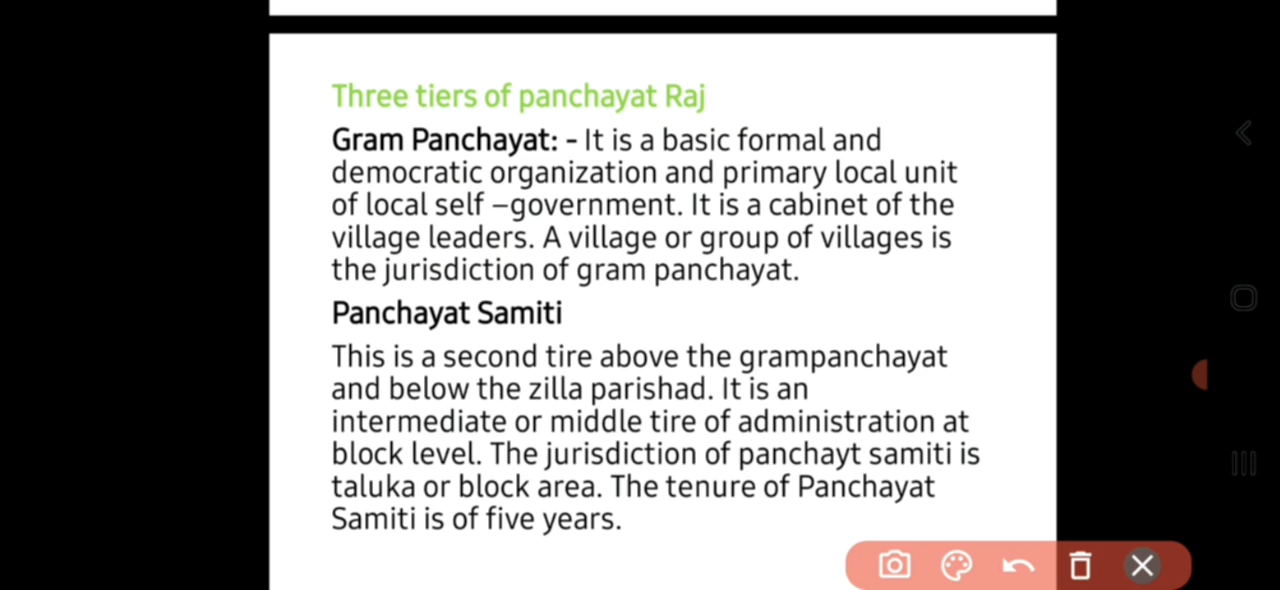 Three tiers of panchayat Raj
Gram Panchayat: - It is a basic formal and
democratic organization and primary local unit
of local self –government. It is a cabinet of the
village leaders. A village or group of villages is
the jurisdiction of gram panchayat.
Panchayat Samiti
This is a second tire above the grampanchayat
and below the zilla parishad. It is an
intermediate or middle tire of administration at
block level. The jurisdiction of panchayt samiti is
taluka or block area. The tenure of Panchayat
Samiti is of five years.